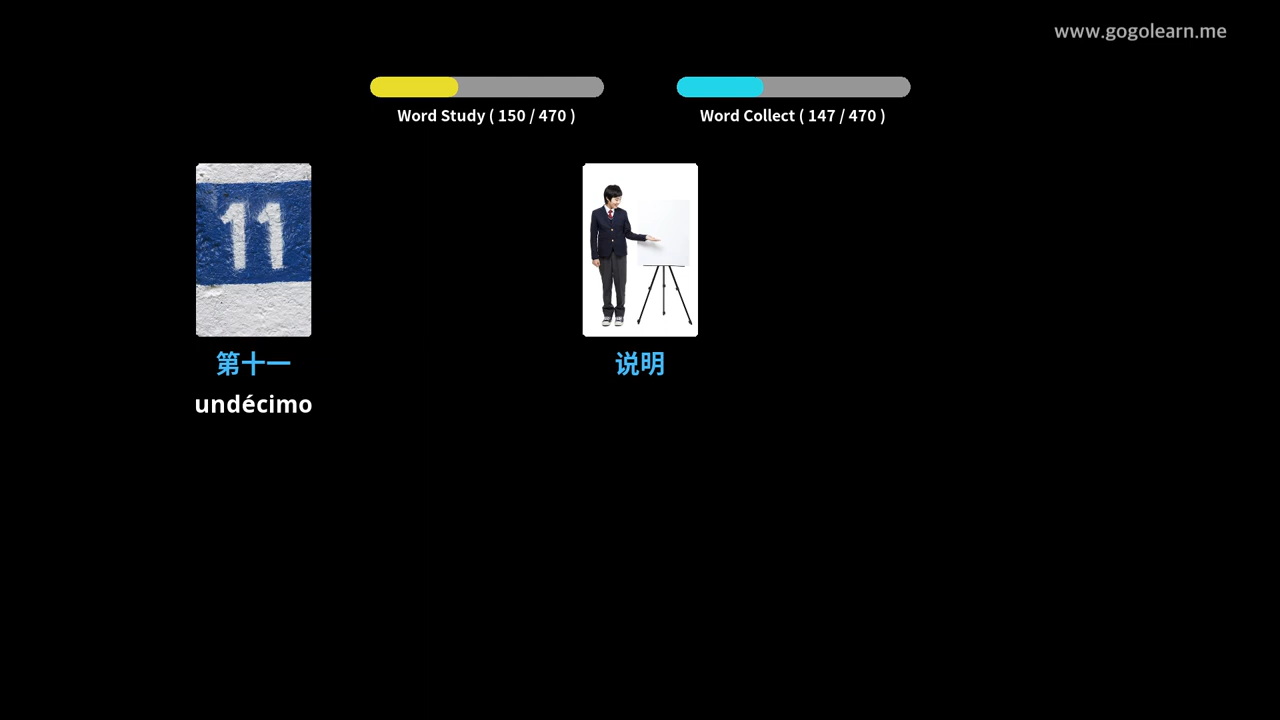 www.gogolearn.me
Word Study ( 150 / 470 )
Word Collect ( 147 / 470 )
11
第十一
undécimo
说明